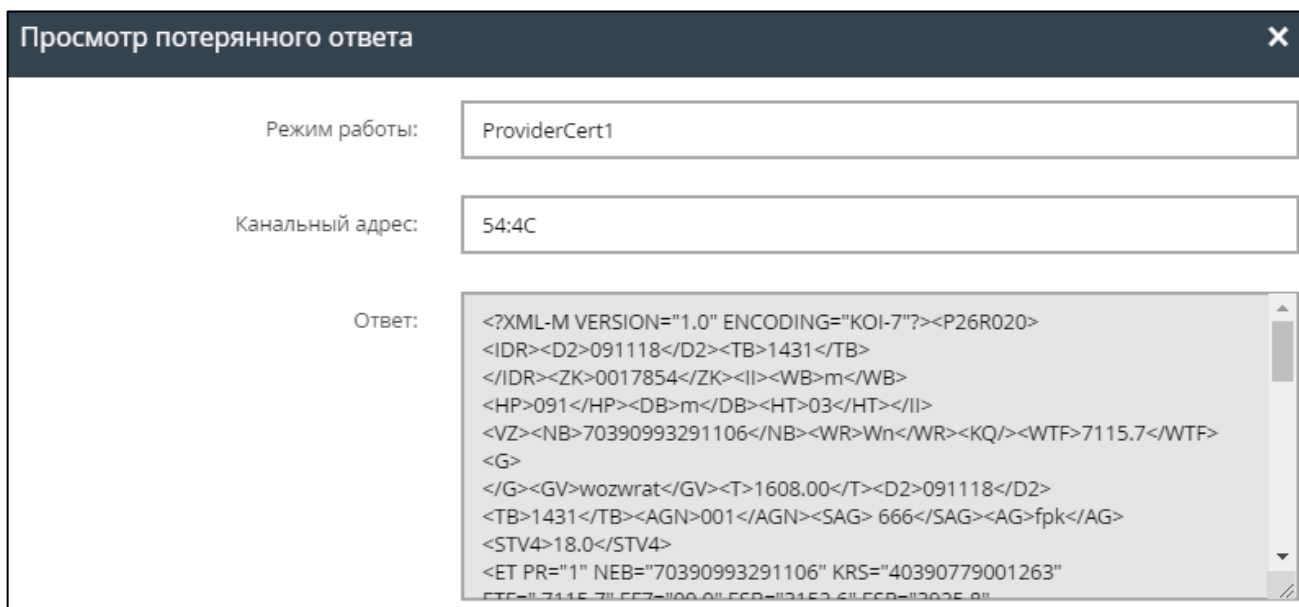 Просмотр потерянного ответа
Режим работы: ProviderCert1
Канальный адрес: 54:4C
Ответ: <?XML-M VERSION="1.0" ENCODING="KOI-7"?><P26R020>
<IDR><D2>091118</D2><TB>1431</TB>
</IDR><ZK>0017854</ZK><II><WB>m</WB>
<HP>091</HP><DB>m</DB><HT>03</HT></II>
<VZ><NB>70390993291106</NB><WR>Wn</WR><KQ/><WTF>7115.7</WTF>
<G>
</G><GV>wozwrat</GV><T>1608.00</T><D2>091118</D2>
<TB>1431</TB><AGN>001</AGN><SAG> 666</SAG><AG>fpk</AG>
<STV4>18.0</STV4>
<ET PR="1" NEB="70390993291106" KRS="40390779001263"